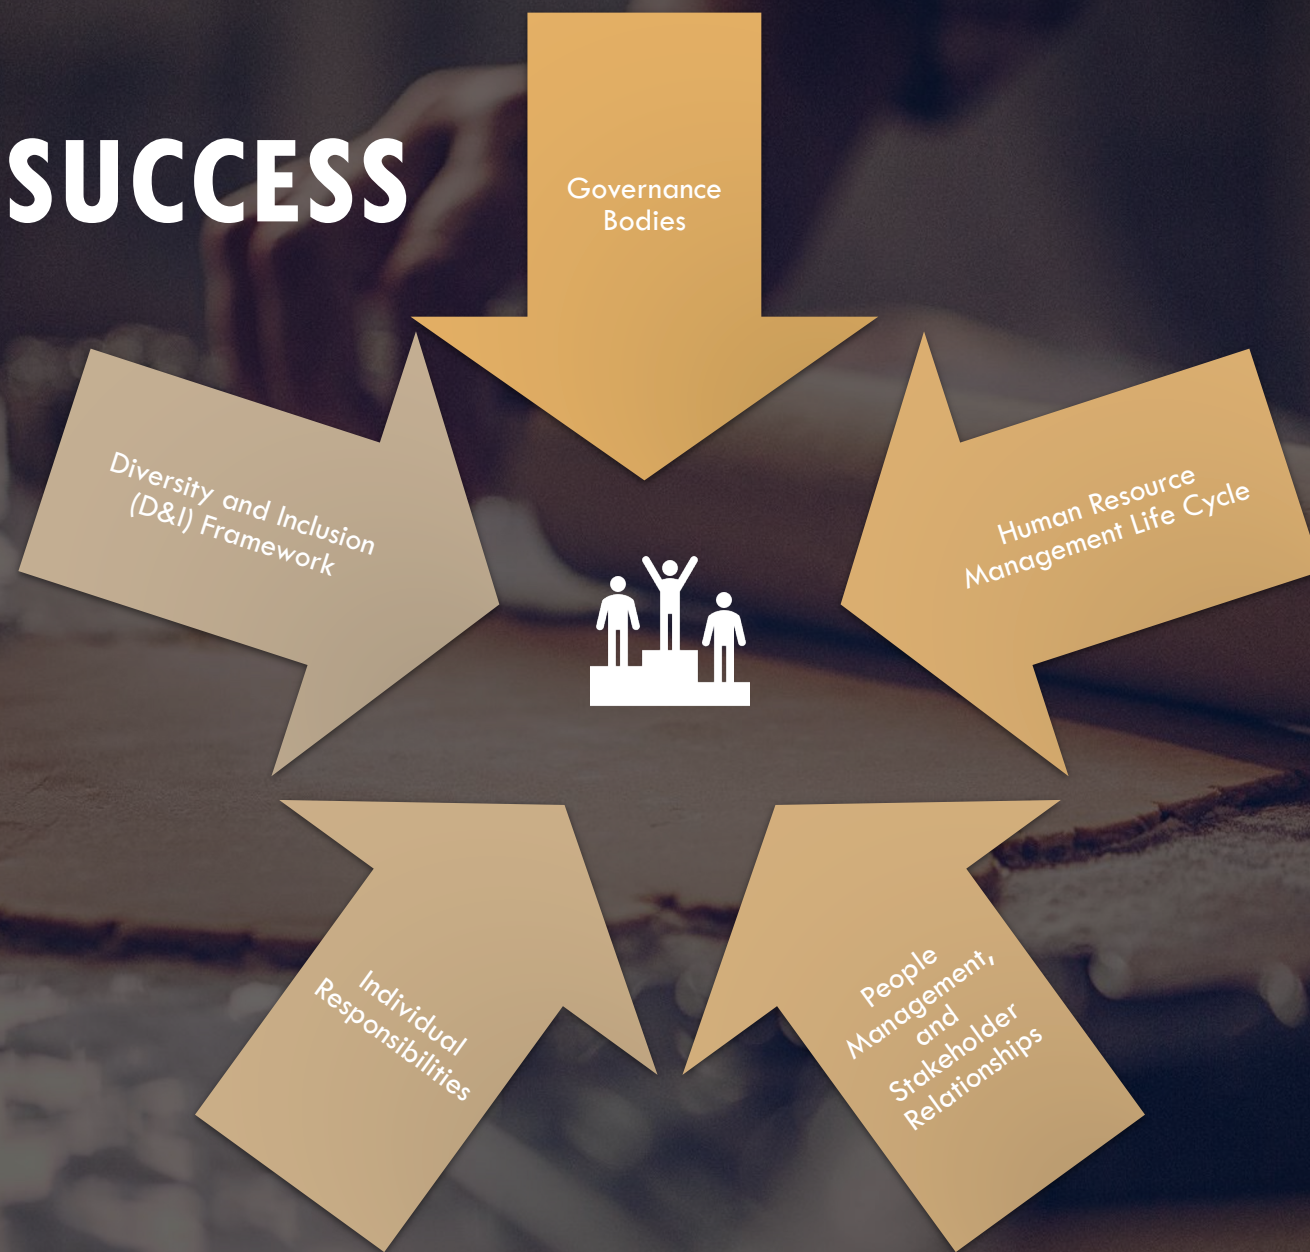 SUCCESS
Governance
Bodies
Human Resource
Management Life Cycle
People
Management,
and
Stakeholder
Relationships
Individual
Responsibilities
Diversity and Inclusion
(D&I) Framework